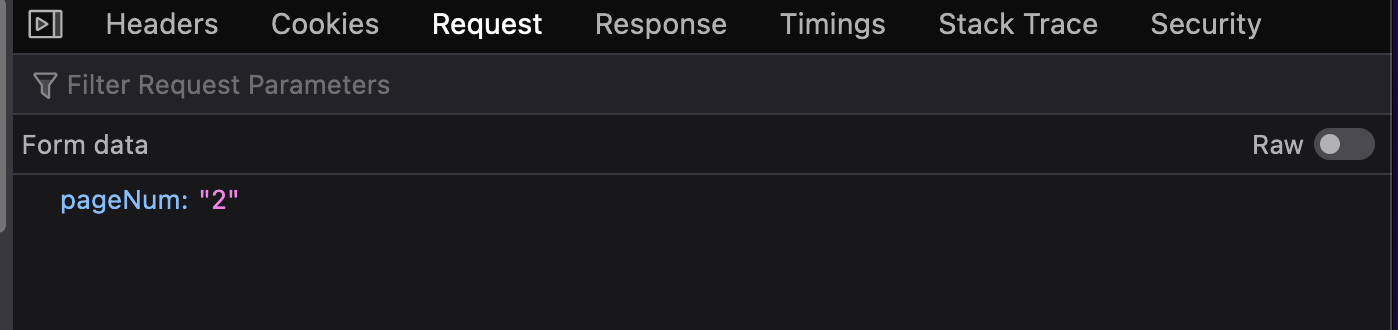 Headers Cookies Request Response Timings Stack Trace Security
Filter Request Parameters
Form data Raw
pageNum: "2"